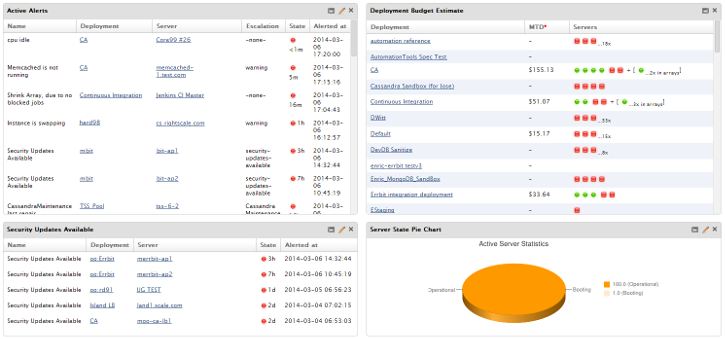 Active Alerts
Name Deployment Server Escalation State Alerted at
cpu idle CA Core99 #26 -none- <1m 2014-03-06 17:20:00
Memcached is not running CA memcached-1.test.com warning 5m 2014-03-06 17:15:16
Shrink Array, due to no blocked jobs Continuous Integration Jenkins CI Master -none- 16m 2014-03-06 17:04:43
Instance is swapping hard98 cs.rightscale.com warning 1h 2014-03-06 16:12:57
Security Updates Available mbit bit-ap1 security-updates-available 3h 2014-03-06 14:32:44
Security Updates Available mbit bit-ap2 security-updates-available 7h 2014-03-06 10:45:19
CassandraMaintenance last repair TSS Pool tss-6-2 Cassandra Maintenance 2014-03-
Deployment Budget Estimate
Deployment MTD* Servers
automation reference - ...18x
AutomationTools Spec Test -
CA $155.13 + [ ...2x in arrays]
Cassandra Sandbox (for Jose) -
Continuous Integration $51.07 + [ ...3x in arrays]
DWitt - ...33x
Default $15.17 ...15x
DevDB Sanitize - ...8x
enric-errbit testv3 -
Enric_MongoDB_SandBox -
Errbit integration deployment $33.64
EStaging -
Security Updates Available
Name Deployment Server State Alerted at
Security Updates Available oo Errbit merrbit-ap1 3h 2014-03-06 14:32:44
Security Updates Available oo Errbit merrbit-ap2 7h 2014-03-06 10:45:19
Security Updates Available oo rd91 UG TEST 1d 2014-03-05 06:56:23
Security Updates Available Island LB land1.scale.com 2d 2014-03-04 07:02:15
Security Updates Available CA moo-ca-lb1 2d 2014-03-04 06:53:03
Server State Pie Chart
Active Server Statistics
Operational
Booting
100.0 (Operational)
1.0 (Booting)